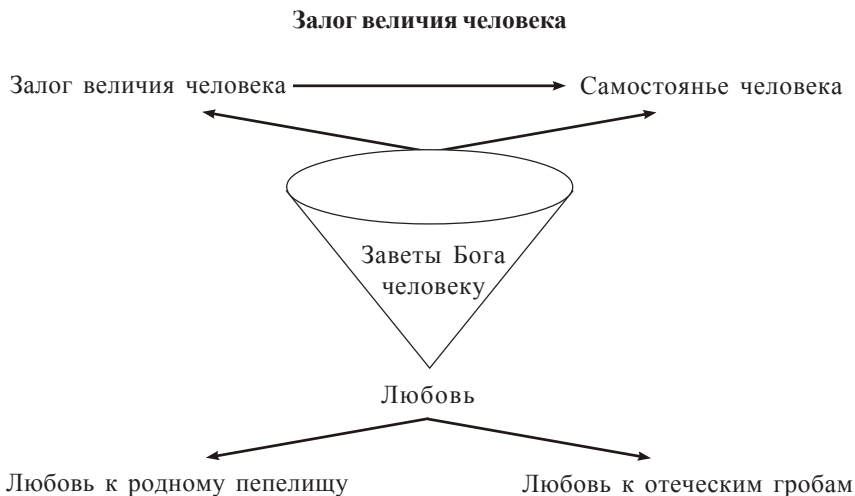 Залог величия человека
Залог величия человека
Самостоянье человека
Заветы Бога
человеку
Любовь
Любовь к родному пепелищу
Любовь к отеческим гробам